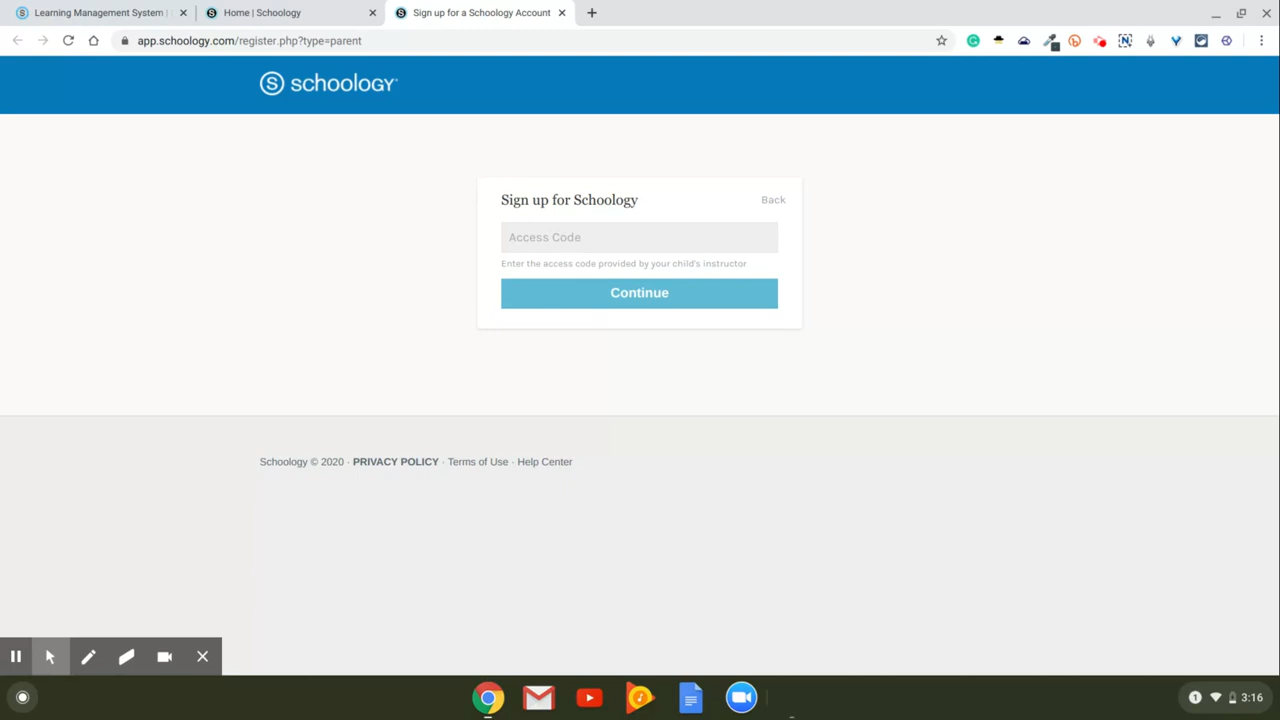 Learning Management System |
Home | Schoology
Sign up for a Schoology Account
app.schoology.com/register.php?type=parent
schoology
Sign up for Schoology
Back
Access Code
Enter the access code provided by your child's instructor
Continue
Schoology © 2020 · PRIVACY POLICY · Terms of Use · Help Center
1 3:16